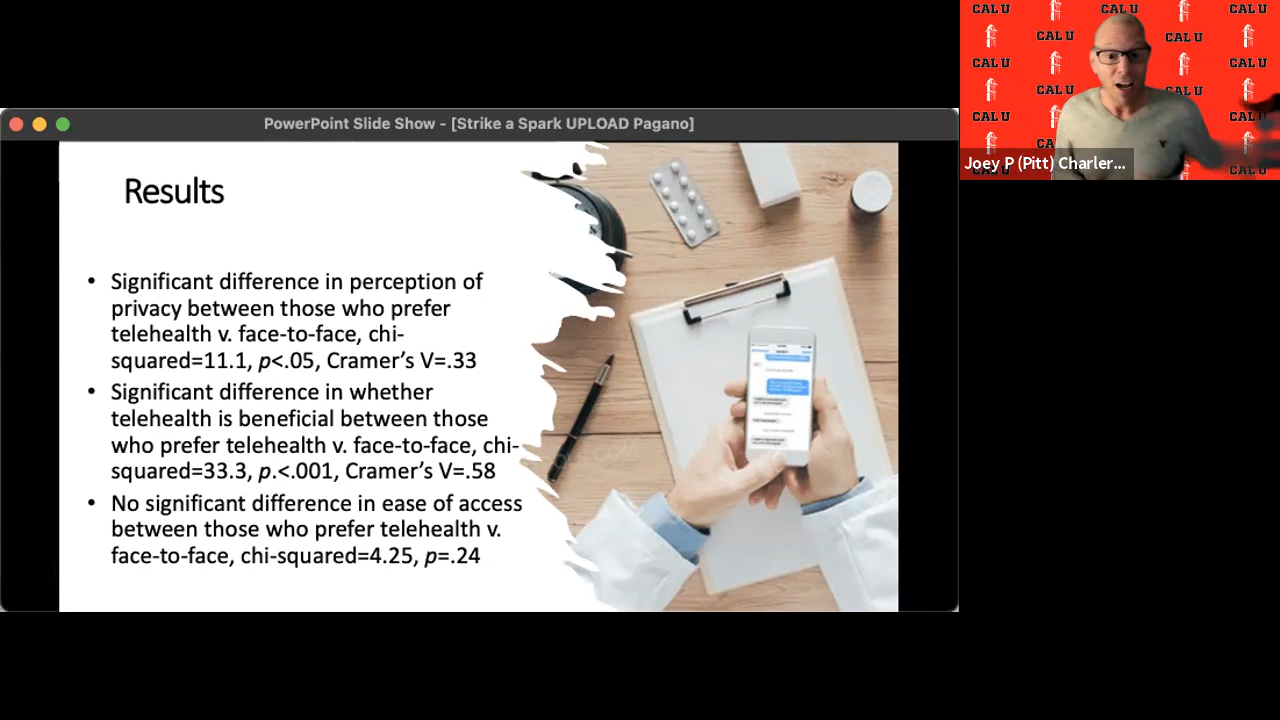 CAL U CAL U CAL U
CAL U CAL U
CAL U CAL U
CAL U CAL U
CAL U CAL U
CA
Joey P (Pitt) Charler...
PowerPoint Slide Show - [Strike a Spark UPLOAD Pagano]
Results
• Significant difference in perception of
privacy between those who prefer
telehealth v. face-to-face, chi-
squared=11.1, p<.05, Cramer's V=.33
• Significant difference in whether
telehealth is beneficial between those
who prefer telehealth v. face-to-face, chi-
squared=33.3, p.<.001, Cramer's V=.58
• No significant difference in ease of access
between those who prefer telehealth v.
face-to-face, chi-squared=4.25, p=.24